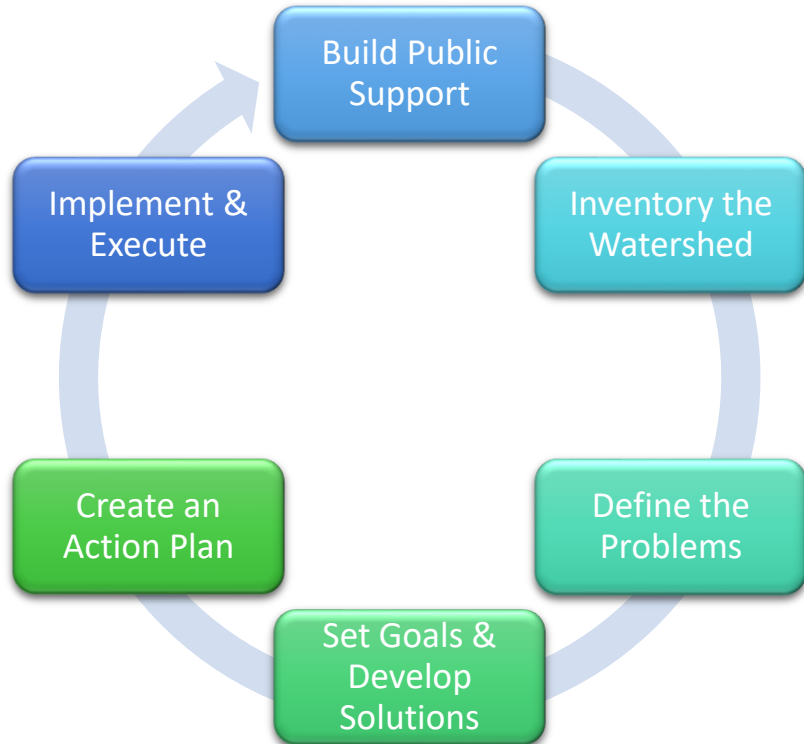 Build Public
Support
Inventory the
Watershed
Define the
Problems
Set Goals &
Develop
Solutions
Create an
Action Plan
Implement &
Execute